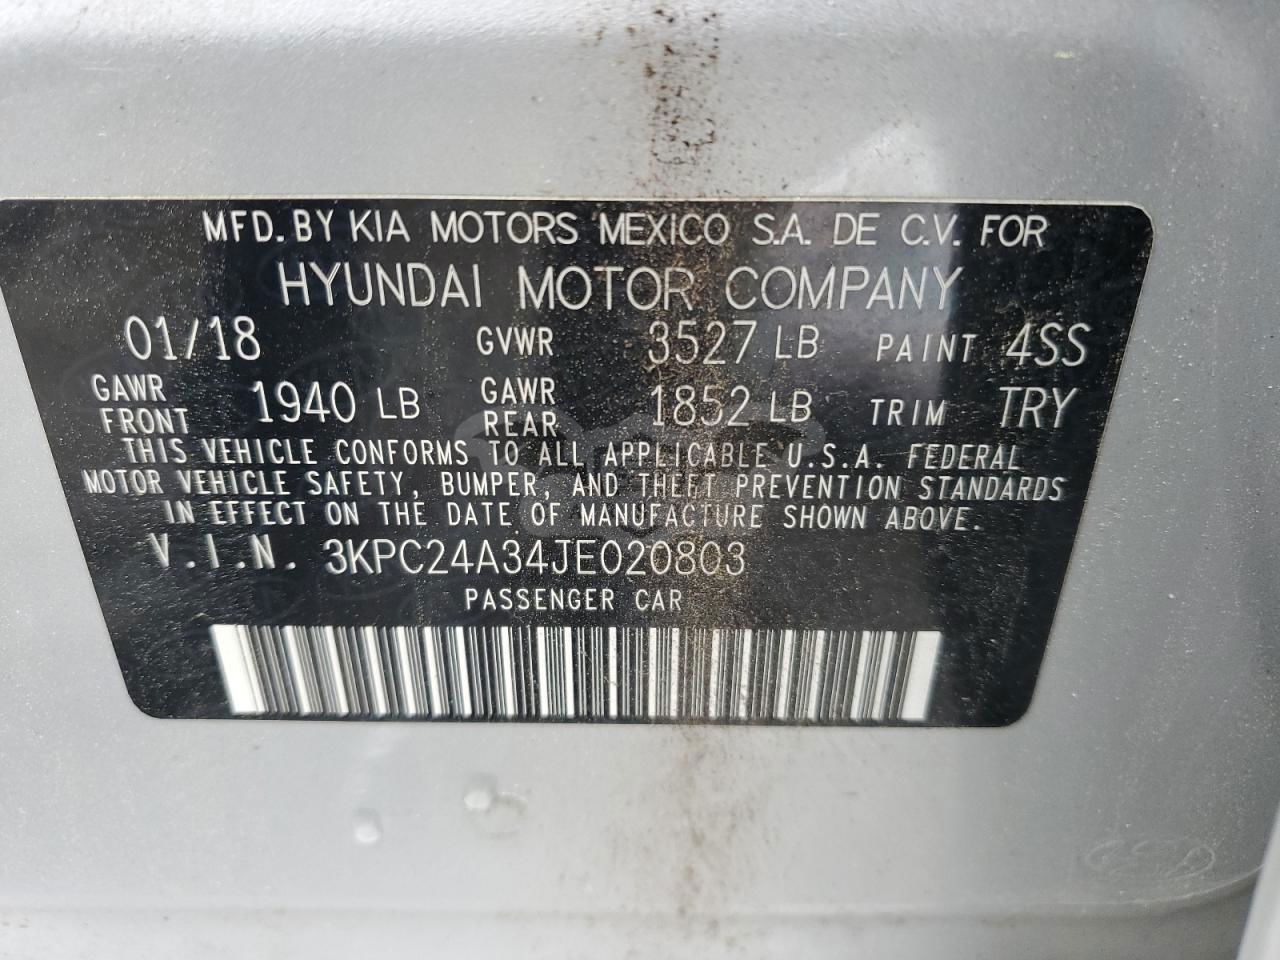 MFD. BY KIA MOTORS MEXICO S.A. DE C.V. FOR
HYUNDAI MOTOR COMPANY
01/18 GVWR 3527 LB PAINT 4SS
GAWR FRONT 1940 LB GAWR REAR 1852 LB TRIM TRY
THIS VEHICLE CONFORMS TO ALL APPLICABLE U.S.A. FEDERAL
MOTOR VEHICLE SAFETY, BUMPER, AND THEFT PREVENTION STANDARDS
IN EFFECT ON THE DATE OF MANUFACTURE SHOWN ABOVE.
V.I.N. 3KPC24A34JE020803
PASSENGER CAR